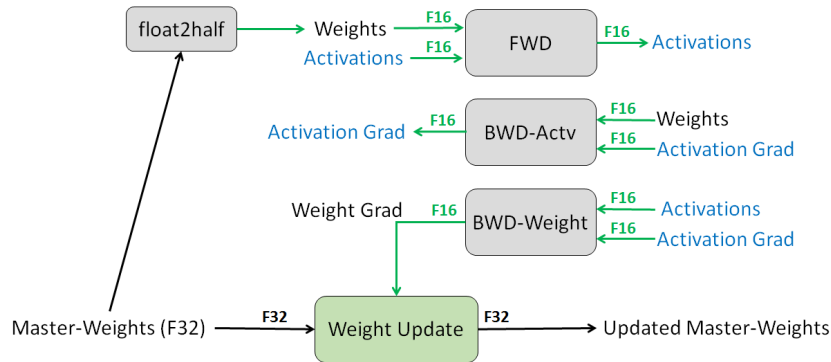 float2half
Weights
F16
Activations
F16
FWD
F16
Activations
Activation Grad
F16
BWD-Actv
F16
Weights
F16
Activation Grad
Weight Grad
F16
BWD-Weight
F16
Activations
F16
Activation Grad
Master-Weights (F32)
F32
Weight Update
F32
Updated Master-Weights